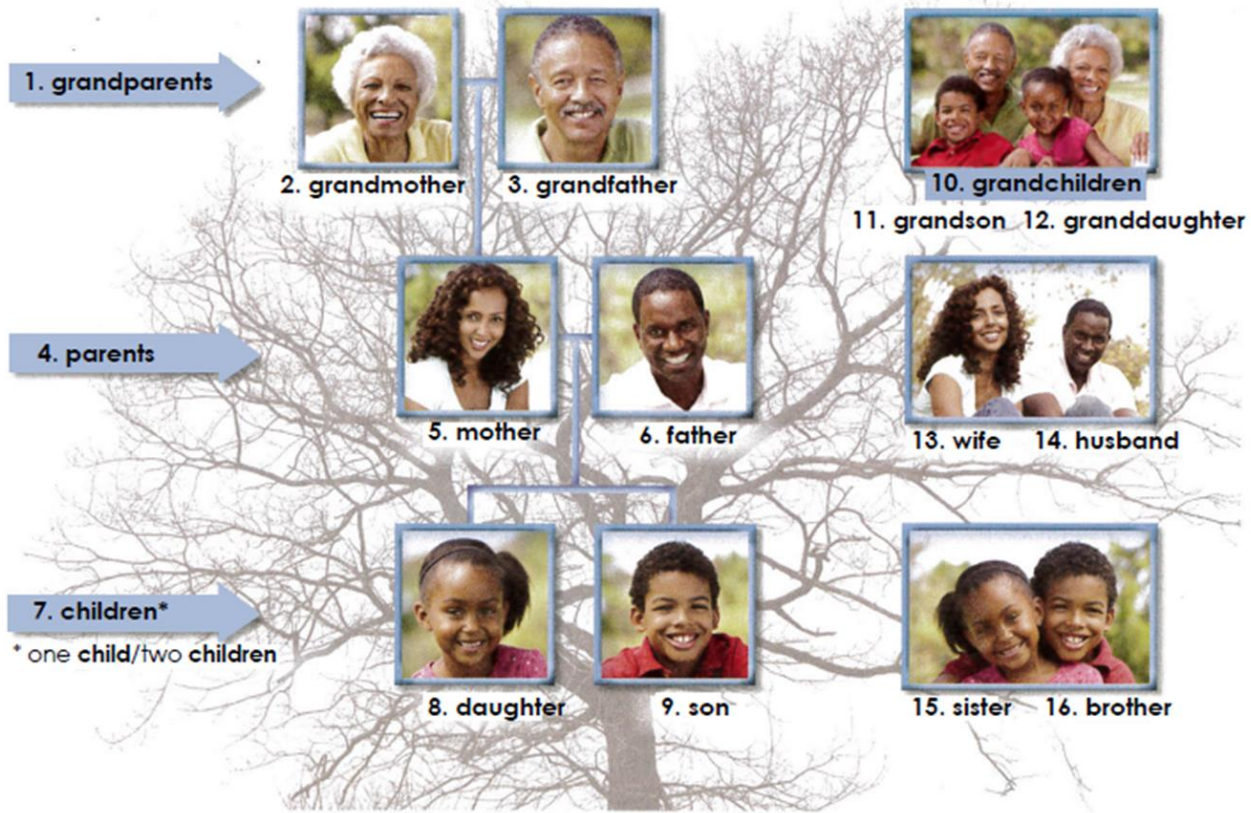 1. grandparents
2. grandmother
3. grandfather
10. grandchildren
11. grandson 12. granddaughter
4. parents
5. mother
6. father
13. wife 14. husband
7. children*
* one child/two children
8. daughter
9. son
15. sister 16. brother